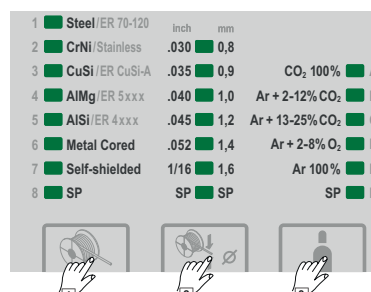 inch mm
1 Steel/ER 70-120
2 CrNi/Stainless .030 0,8
3 CuSi/ER CuSi-A .035 0,9 CO2 100%
4 AlMg/ER 5xxx .040 1,0 Ar + 2-12% CO2
5 AlSi/ER 4xxx .045 1,2 Ar + 13-25% CO2
6 Metal Cored .052 1,4 Ar + 2-8% O2
7 Self-shielded 1/16 1,6 Ar 100%
8 SP SP SP SP